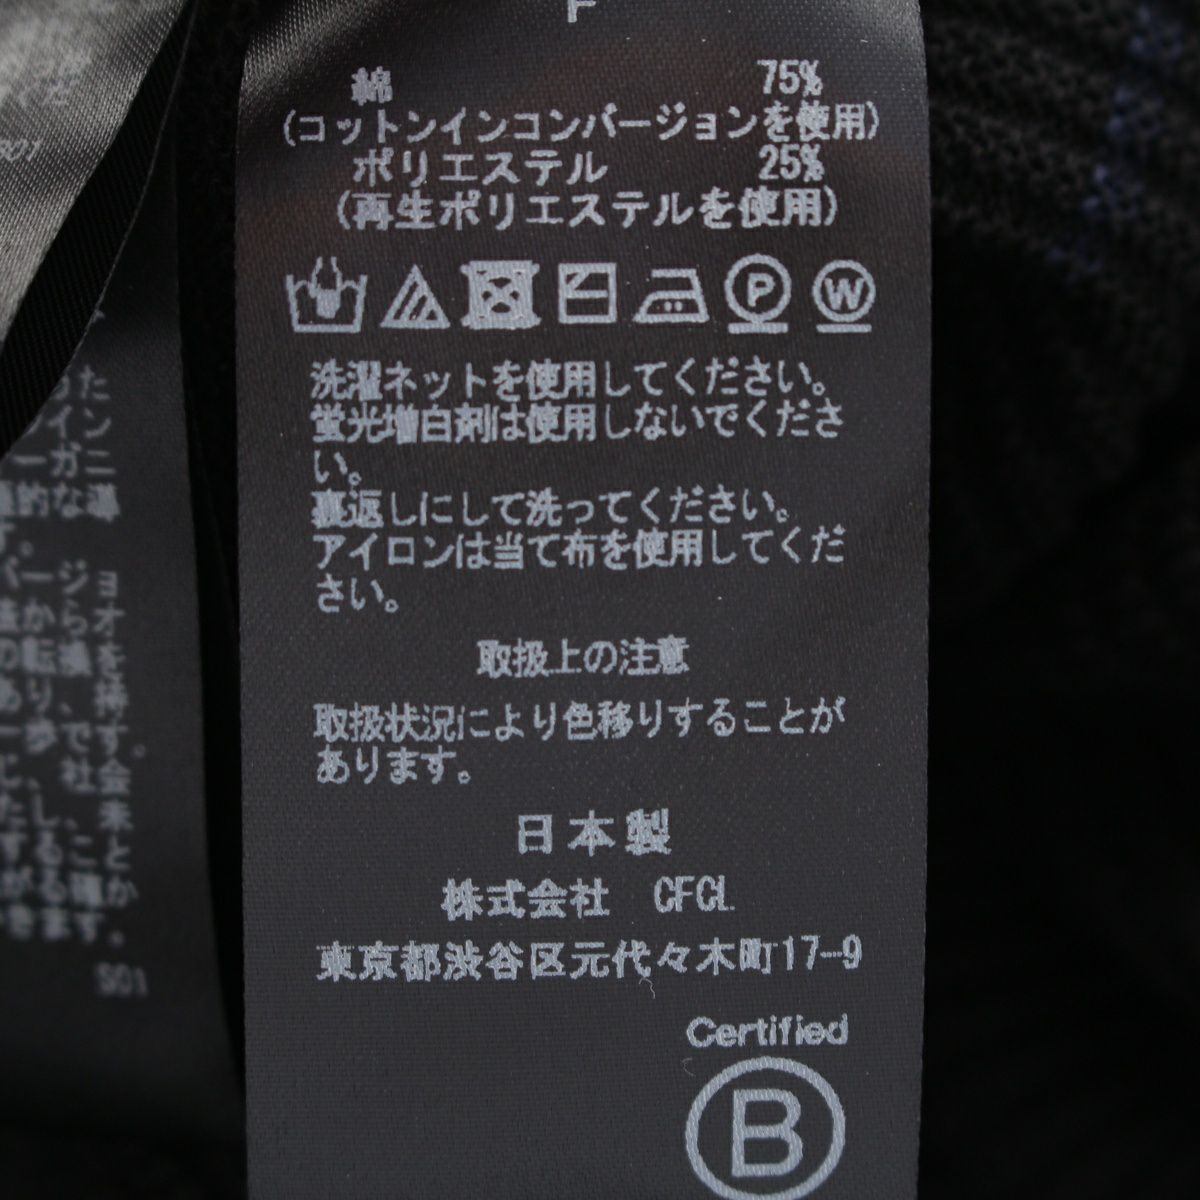 F
綿 75%
(コットンインコンバージョンを使用)
ポリエステル 25%
(再生ポリエステルを使用)
P W
洗濯ネットを使用してください。
蛍光増白剤は使用しないでくださ
い。
裏返しにして洗ってください。
アイロンは当て布を使用してくだ
さい。
取扱上の注意
取扱状況により色移りすることが
あります。
日本製
株式会社 CFCL
東京都渋谷区元代々木町17-9
Certified
B
S01